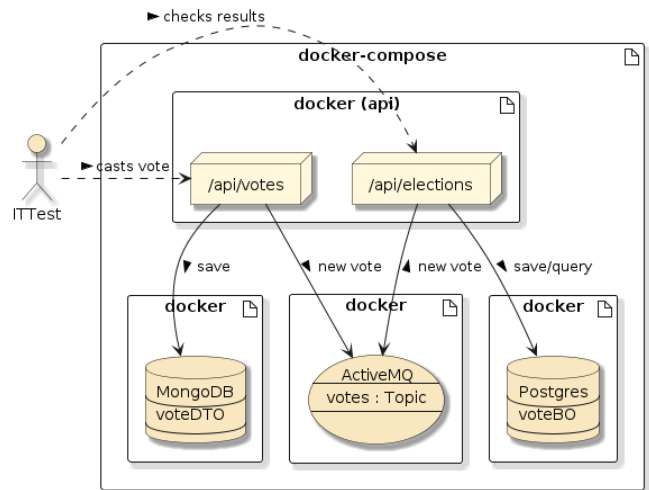 ► checks results
docker-compose
docker (api)
► casts vote
/api/votes
/api/elections
ITTest
► save
► new vote
► new vote
► save/query
docker
docker
docker
MongoDB
voteDTO
ActiveMQ
votes : Topic
Postgres
voteBO